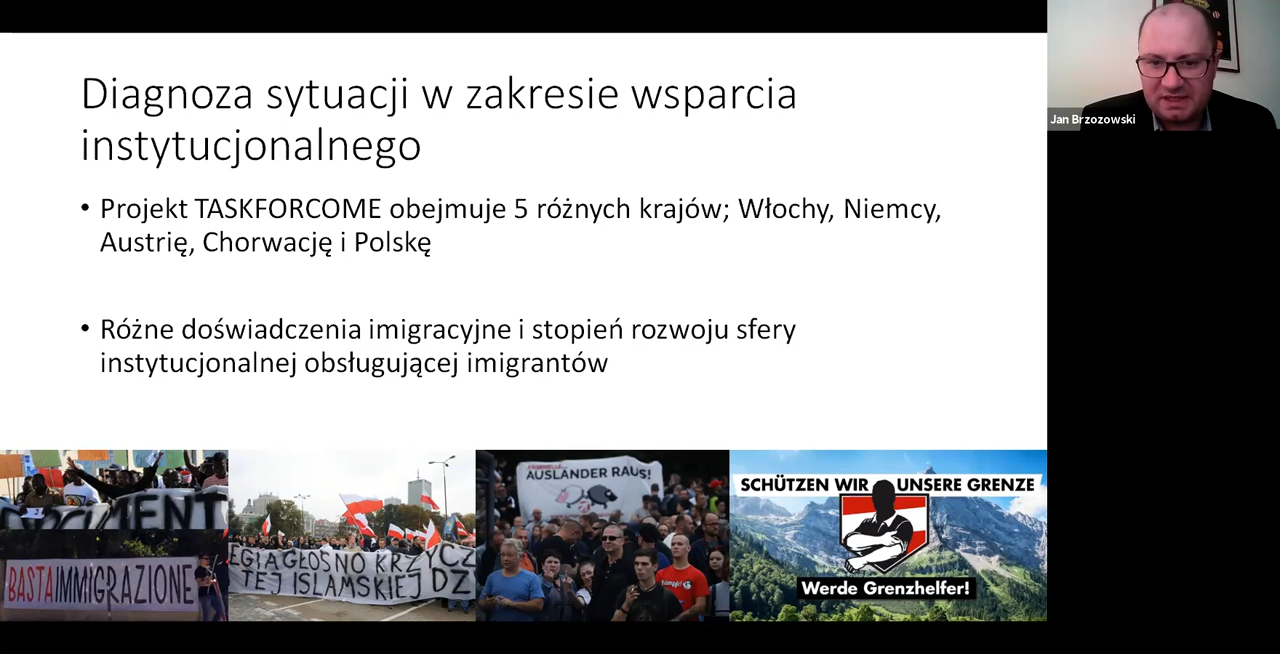 Diagnoza sytuacji w zakresie wsparcia
instytucjonalnego
• Projekt TASKFORCOME obejmuje 5 różnych krajów; Włochy, Niemcy,
Austrię, Chorwację i Polskę
• Różne doświadczenia imigracyjne i stopień rozwoju sfery
instytucjonalnej obsługującej imigrantów
Jan Brzozowski
BASTA IMMIGRAZIONE
GŁOŚNO KRZYCZ
TEJ ISLAMSKIEJ DZ
AUSLÄNDER RAUS!
SCHÜTZEN WIR UNSERE GRENZE
Werde Grenzhelfer!